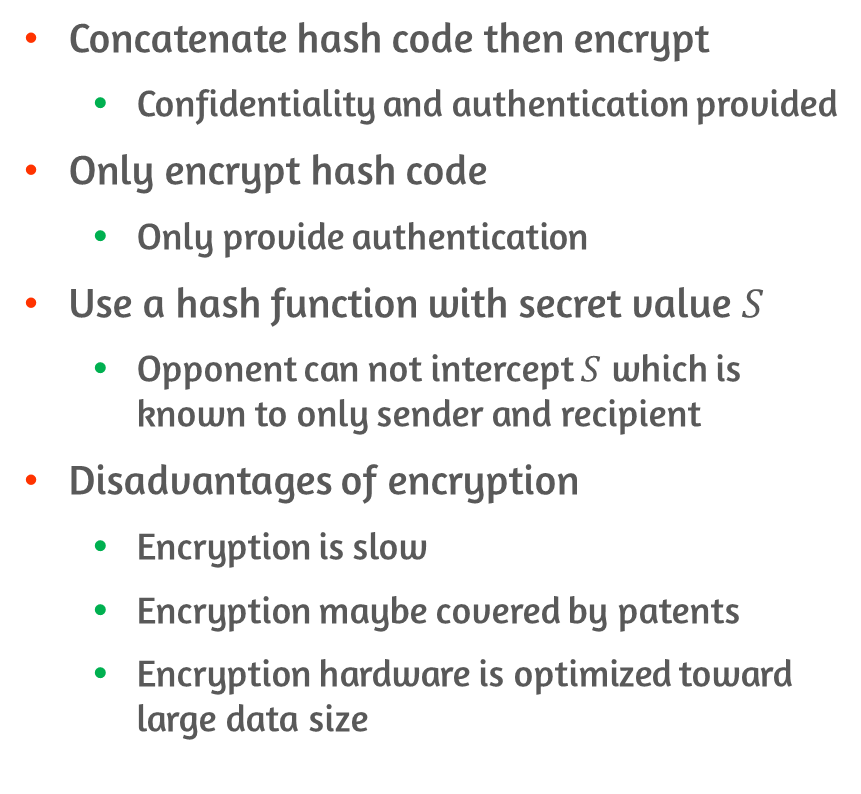 • Concatenate hash code then encrypt
• Confidentiality and authentication provided
• Only encrypt hash code
• Only provide authentication
• Use a hash function with secret value S
• Opponent can not intercept S which is
known to only sender and recipient
• Disadvantages of encryption
• Encryption is slow
• Encryption maybe covered by patents
• Encryption hardware is optimized toward
large data size